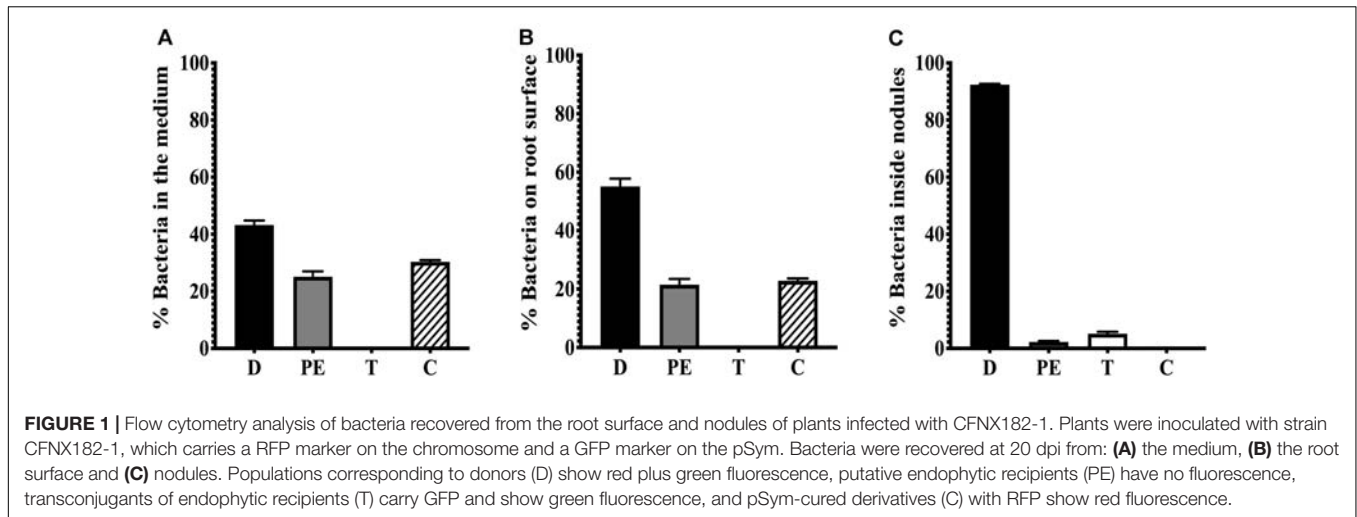 A
% Bacteria in the medium
100
80
60
40
20
0
D PE T C
B
% Bacteria on root surface
100
80
60
40
20
0
D PE T C
C
% Bacteria inside nodules
100
80
60
40
20
0
D PE T C
FIGURE 1 | Flow cytometry analysis of bacteria recovered from the root surface and nodules of plants infected with CFNX182-1. Plants were inoculated with strain
CFNX182-1, which carries a RFP marker on the chromosome and a GFP marker on the pSym. Bacteria were recovered at 20 dpi from: (A) the medium, (B) the root
surface and (C) nodules. Populations corresponding to donors (D) show red plus green fluorescence, putative endophytic recipients (PE) have no fluorescence,
transconjugants of endophytic recipients (T) carry GFP and show green fluorescence, and pSym-cured derivatives (C) with RFP show red fluorescence.